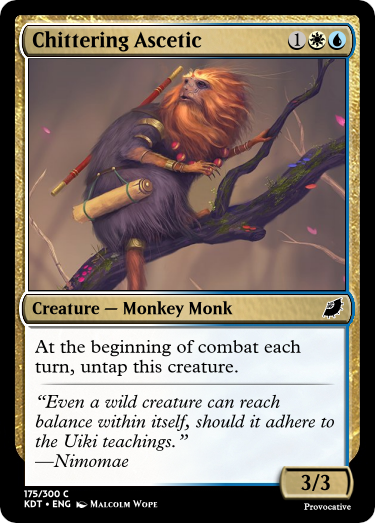 Chittering Ascetic 1
Creature — Monkey Monk
At the beginning of combat each
turn, untap this creature.
“Even a wild creature can reach
balance within itself, should it adhere to
the Uiki teachings.”
—Nimomae
3/3
175/300 C
KDT • ENG Malcolm Wope
Provocative